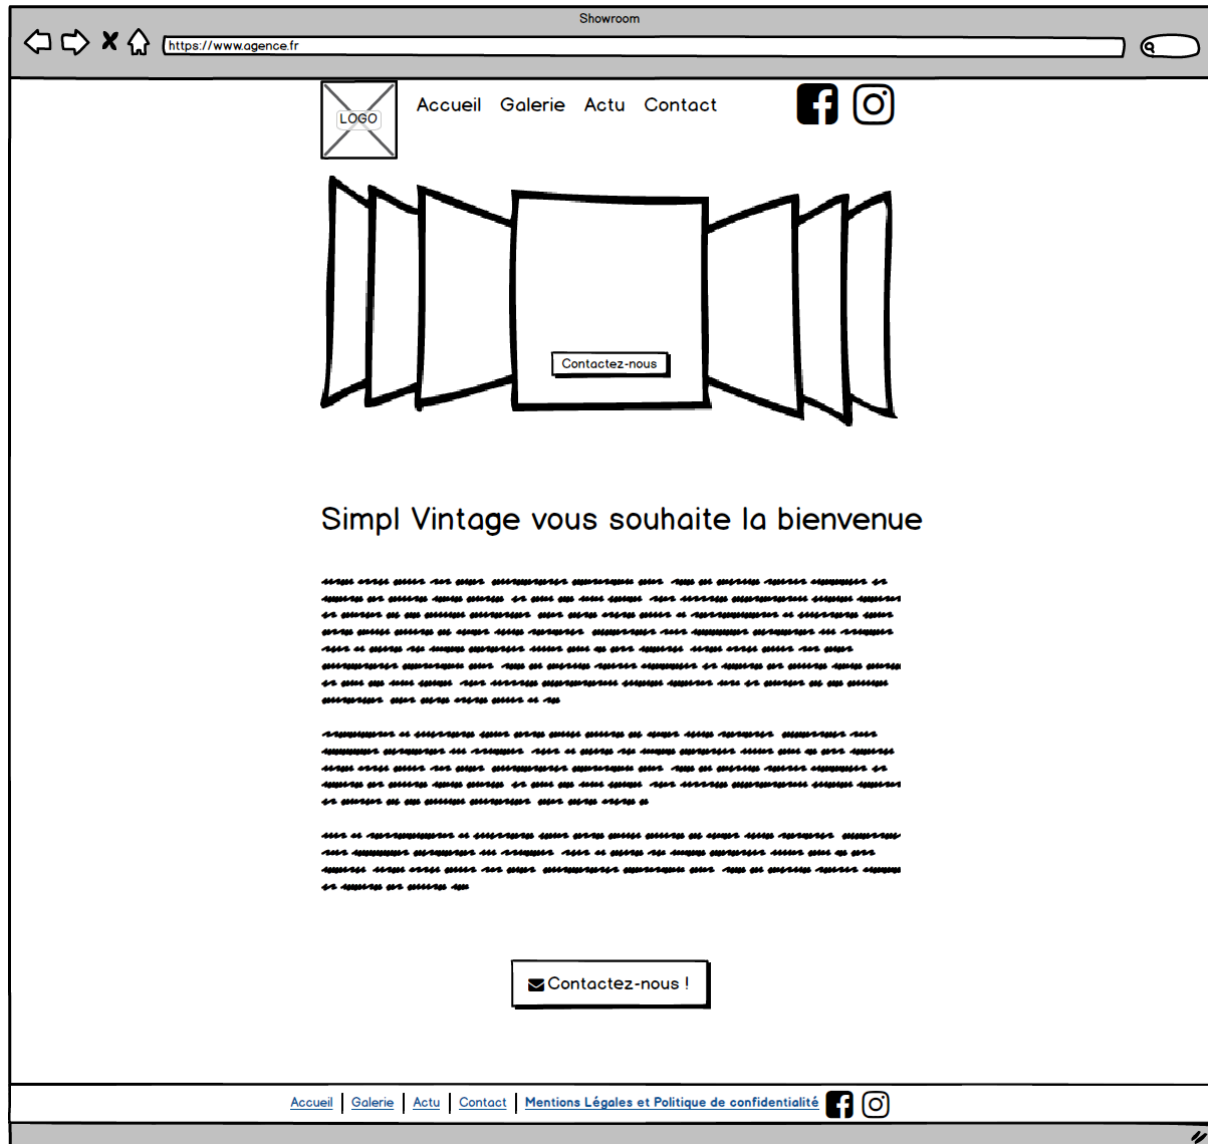 Showroom
https://www.agence.fr
LOGO
Accueil Galerie Actu Contact
Contactez-nous
Simpl Vintage vous souhaite la bienvenue
Contactez-nous !
Accueil | Galerie | Actu | Contact | Mentions Légales et Politique de confidentialité